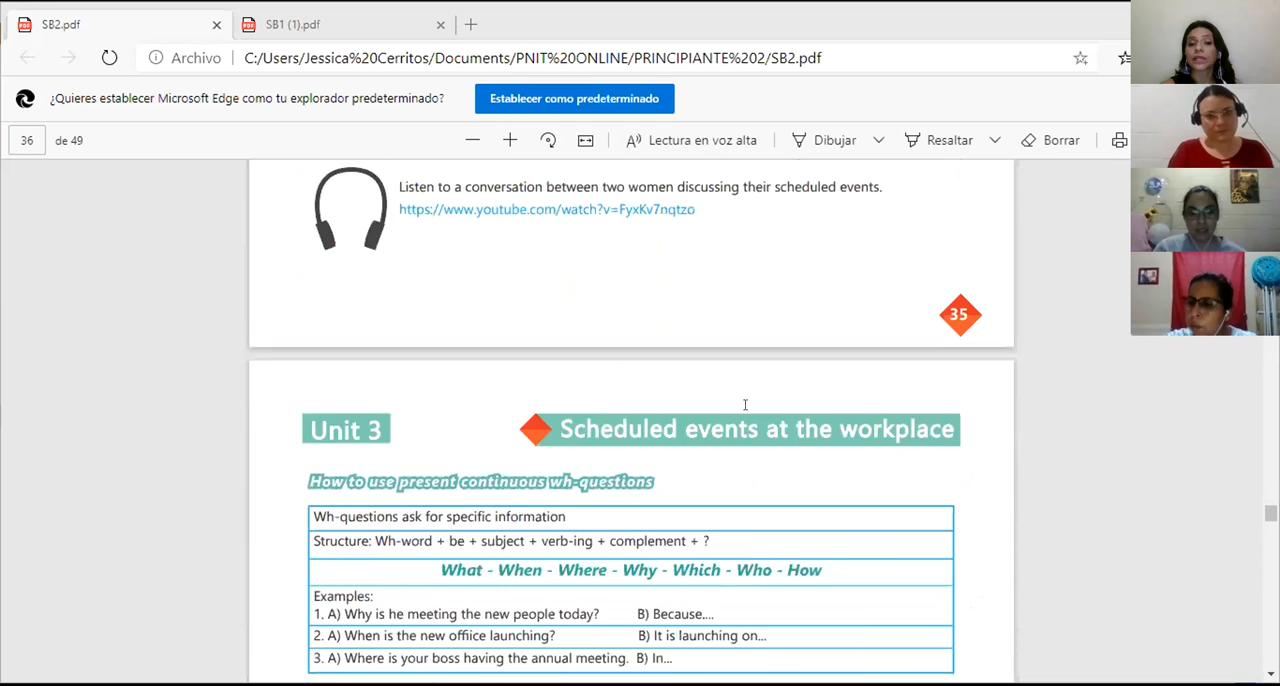 SB2.pdf
SB1 (1).pdf
Archivo
C:/Users/Jessica%20Cerritos/Documents/PNIT%20ONLINE/PRINCIPIANTE%202/SB2.pdf
¿Quieres establecer Microsoft Edge como tu explorador predeterminado?
Establecer como predeterminado
36 de 49
Lectura en voz alta
Dibujar
Resaltar
Borrar
Listen to a conversation between two women discussing their scheduled events.
https://www.youtube.com/watch?v=FyxKv7nqtzo
35
Unit 3
Scheduled events at the workplace
How to use present continuous wh-questions
Wh-questions ask for specific information
Structure: Wh-word + be + subject + verb-ing + complement + ?
What - When - Where - Why - Which - Who - How
Examples:
1. A) Why is he meeting the new people today? B) Because....
2. A) When is the new office launching? B) It is launching on...
3. A) Where is your boss having the annual meeting. B) In...